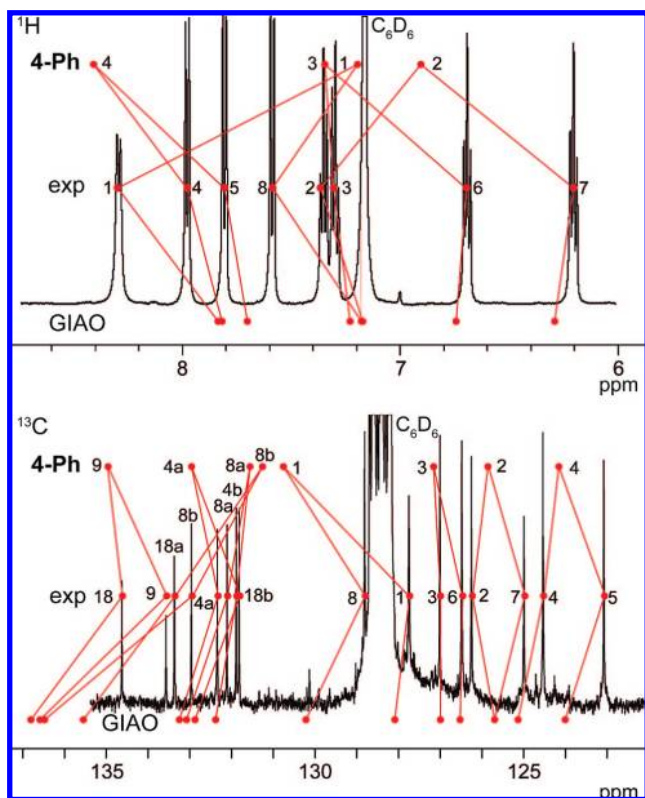 ¹H
C₆D₆
4-Ph 4 3 1 2
exp 1 4 5 8 2 3 6 7
GIAO
8 7 6
ppm
¹³C
C₆D₆
4-Ph 9 4a 8a 8b 1 3 2 4
4b
8a
8b
18a
exp 18 9 4a 18b 8 1 3 6 2 7 4 5
GIAO
135 130 125
ppm